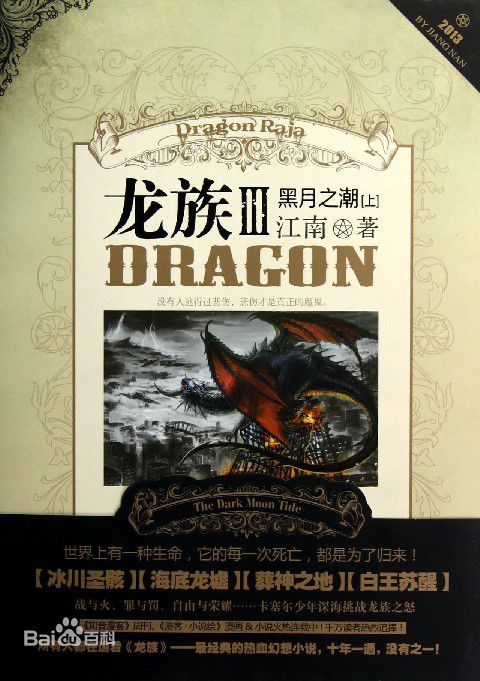 2013
BY JIANG NAN
Dragon Raja
龙族III 黑月之潮[上]
江南 著
DRAGON
没有人逃得过悲伤，悲伤才是真正的魔鬼。
The Dark Moon Tide
世界上有一种生命，它的每一次死亡，都是为了归来！
【冰川圣骸】【海底龙墟】【葬神之地】【白王苏醒】
战与火、罪与罚、自由与荣耀……卡塞尔少年深海挑战龙族之怒
《知音漫客》周刊、《漫客·小说绘》漫画&小说火热连载中！千万读者热烈追捧！
Bai百科
所有人都在追看《龙族》——最经典的热血幻想小说，十年一遇，没有之一！